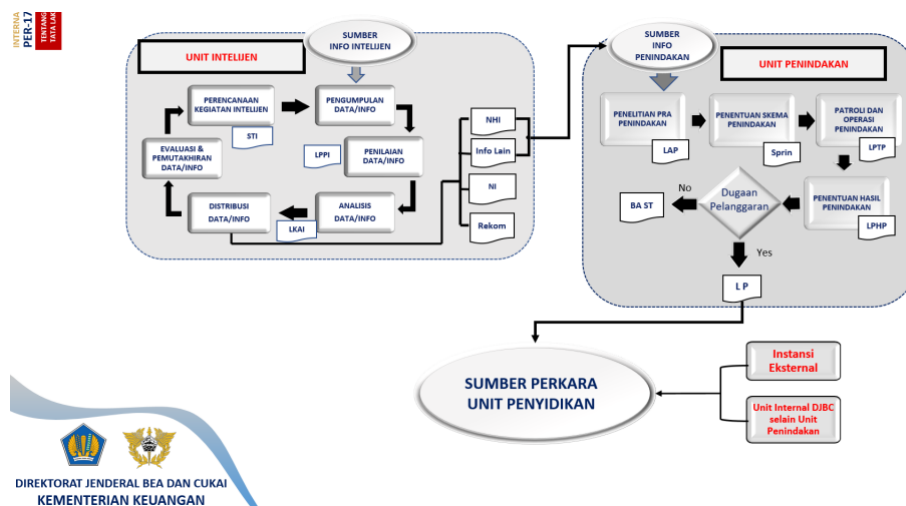 INTERNA
PER-17
TENTANG
TATA LAK
UNIT INTELIJEN
SUMBER
INFO INTELIJEN
PERENCANAAN
KEGIATAN INTELIJEN
STI
PENGUMPULAN
DATA/INFO
LPPI
PENILAIAN
DATA/INFO
EVALUASI &
PEMUTAKHIRAN
DATA/INFO
DISTRIBUSI
DATA/INFO
LKAI
ANALISIS
DATA/INFO
NHI
Info Lain
NI
Rekom
SUMBER
INFO
PENINDAKAN
UNIT PENINDAKAN
PENELITIAN PRA
PENINDAKAN
LAP
PENENTUAN SKEMA
PENINDAKAN
Sprin
PATROLI DAN
OPERASI
PENINDAKAN
LPTP
PENENTUAN HASIL
PENINDAKAN
LPHP
Dugaan
Pelanggaran
No
BA ST
Yes
L P
SUMBER PERKARA
UNIT PENYIDIKAN
Instansi
Eksternal
Unit Internal DJBC
selain Unit
Penindakan
DIREKTORAT JENDERAL BEA DAN CUKAI
KEMENTERIAN KEUANGAN